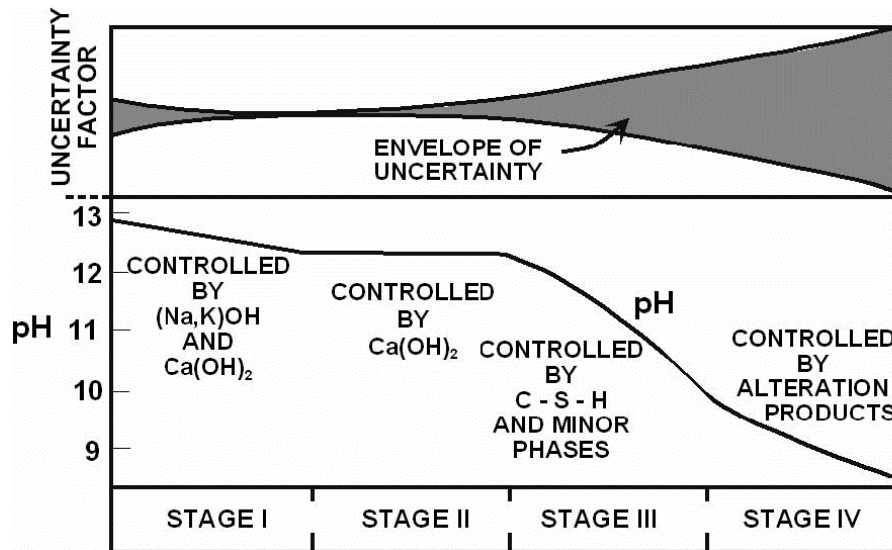 UNCERTAINTY
FACTOR
ENVELOPE OF
UNCERTAINTY
pH
13
12
11
10
9
CONTROLLED
BY
(Na,K)OH
AND
Ca(OH)₂
CONTROLLED
BY
Ca(OH)₂
pH
CONTROLLED
BY
C - S - H
AND MINOR
PHASES
CONTROLLED
BY
ALTERATION
PRODUCTS
STAGE I
STAGE II
STAGE III
STAGE IV